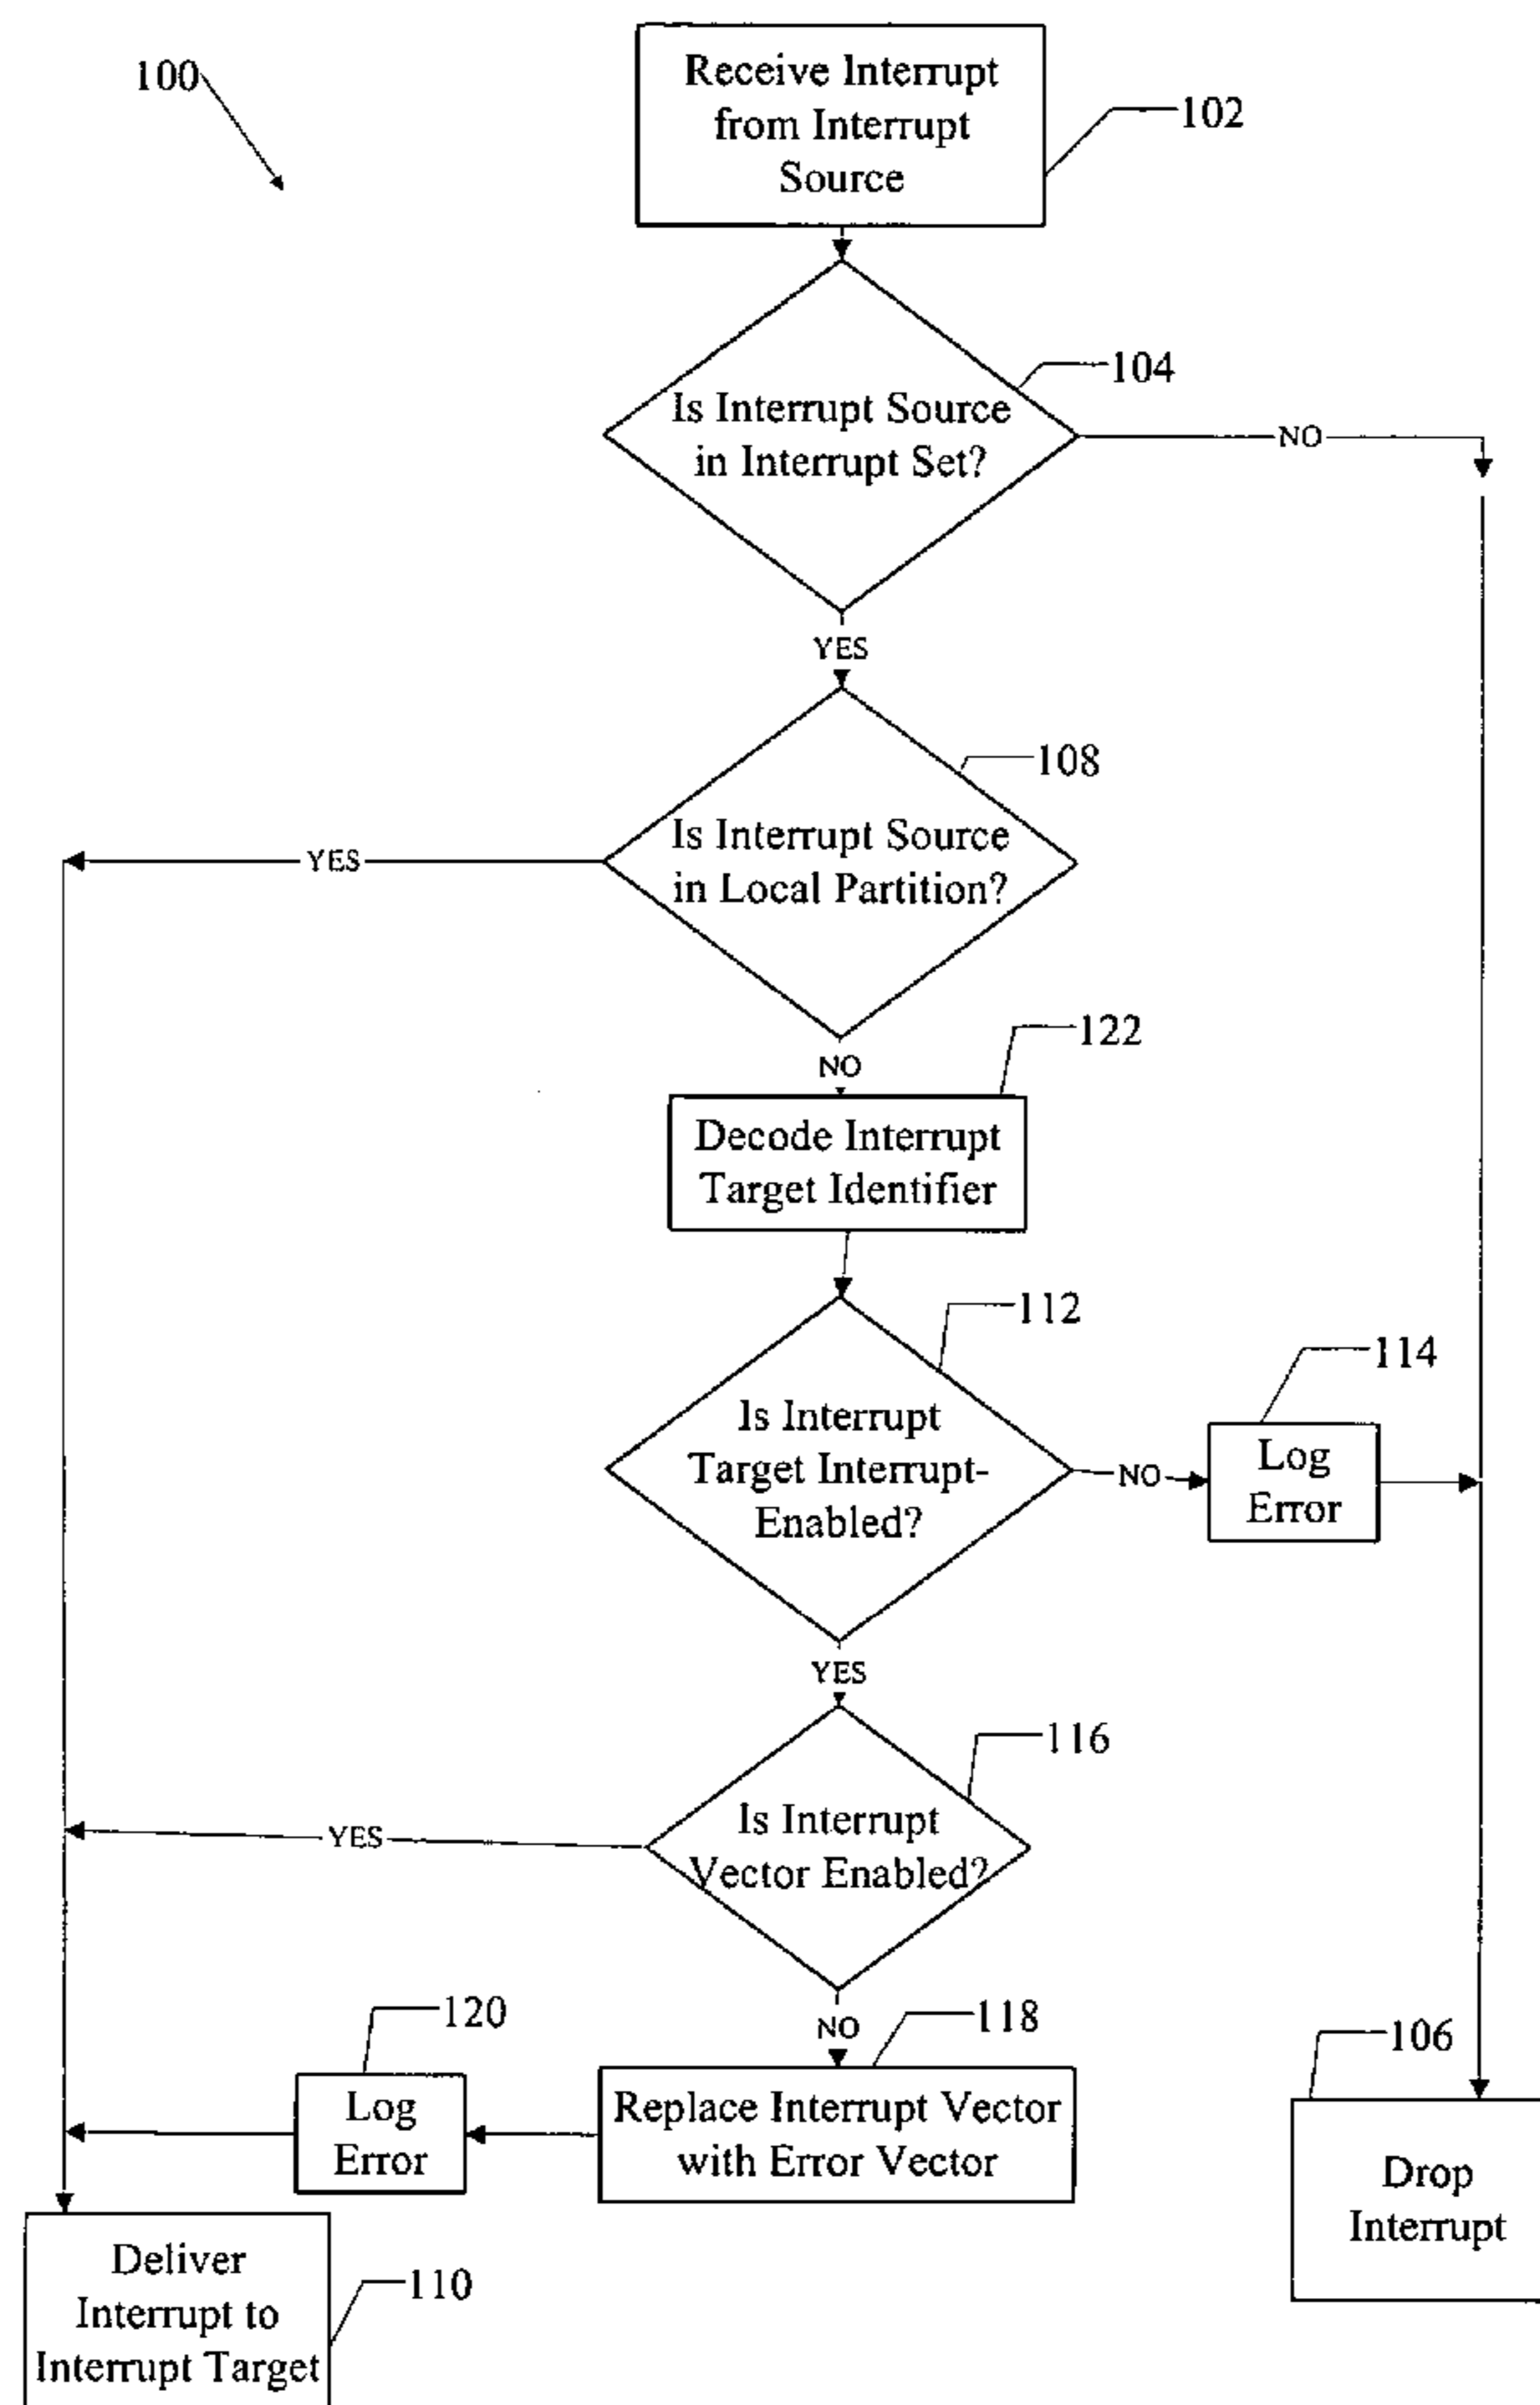 100
Receive Interrupt
from Interrupt
Source
102
104
Is Interrupt Source
in Interrupt Set?
NO
YES
108
Is Interrupt Source
in Local Partition?
YES
NO
122
Decode Interrupt
Target Identifier
112
Is Interrupt
Target Interrupt-
Enabled?
NO
114
Log
Error
YES
116
Is Interrupt
Vector Enabled?
YES
NO
118
Replace Interrupt Vector
with Error Vector
120
Log
Error
106
Drop
Interrupt
Deliver
Interrupt to
Interrupt Target
110